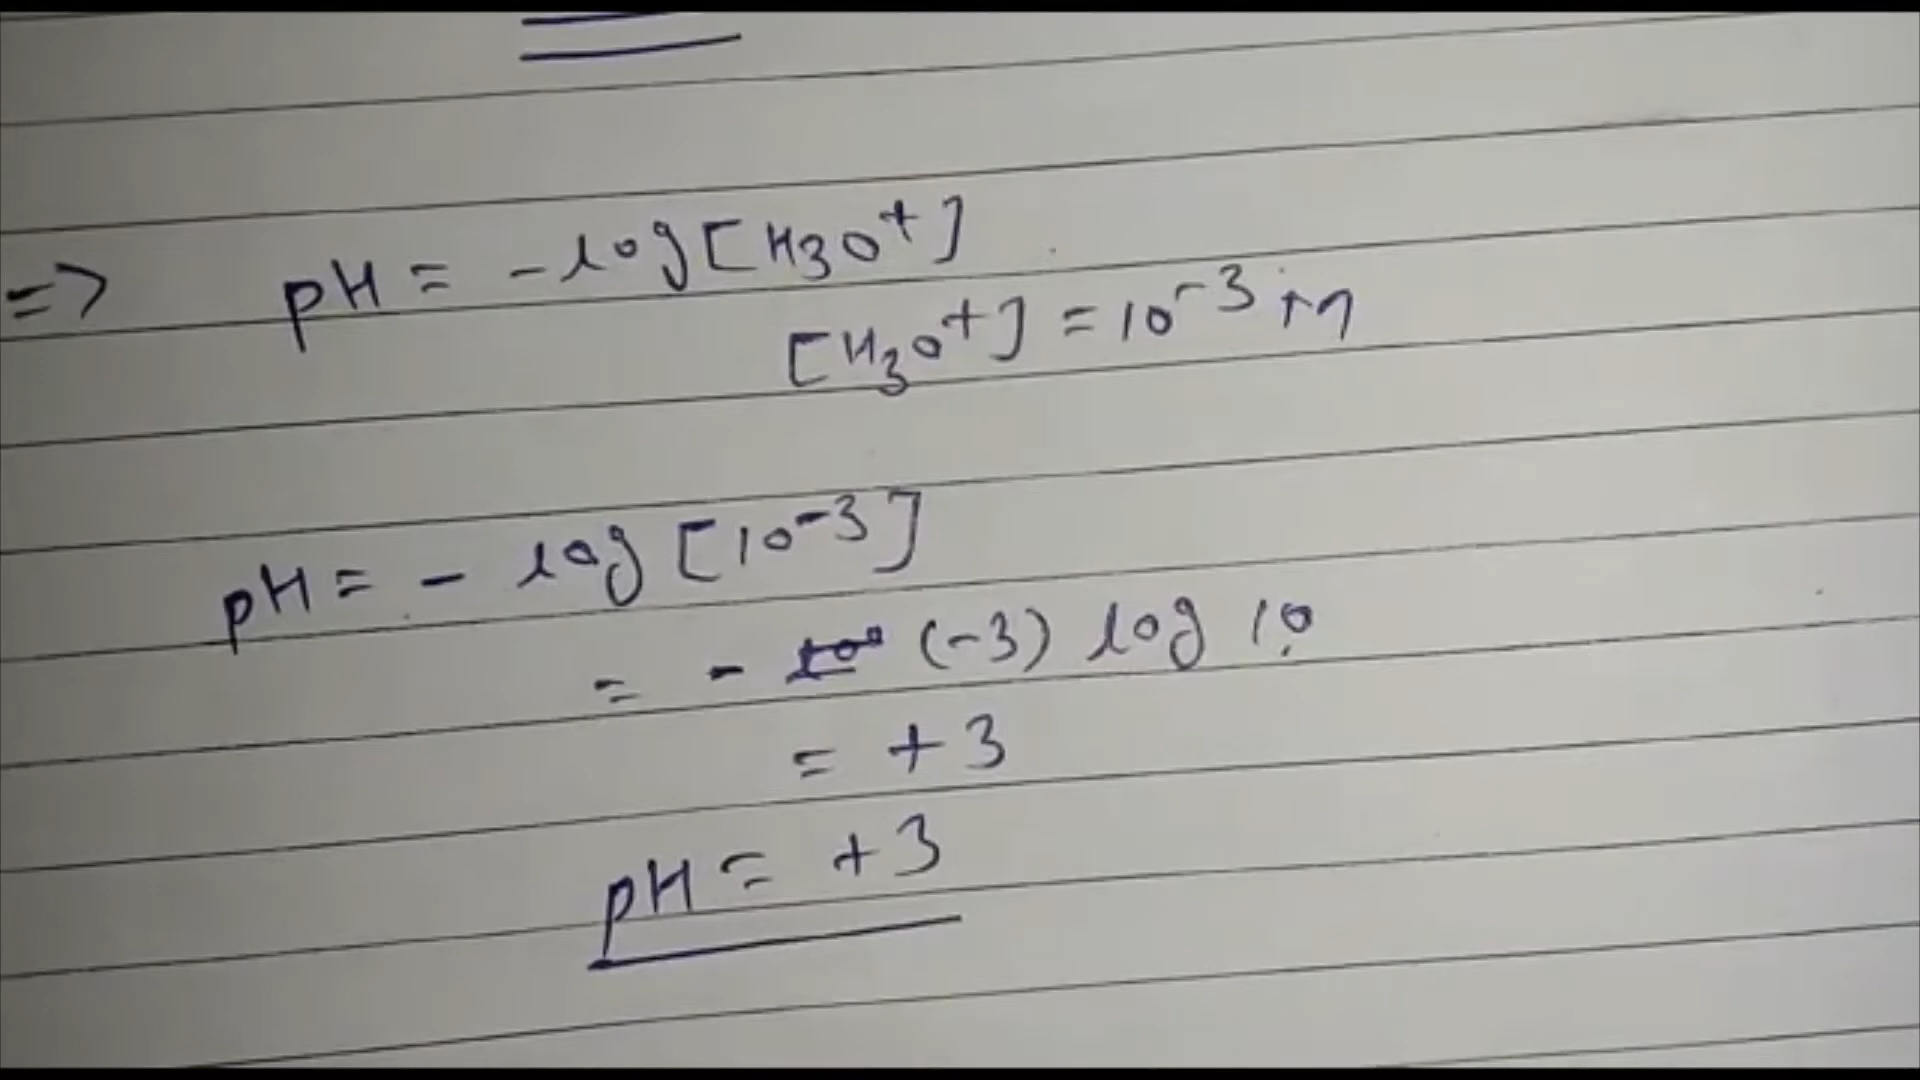 => pH = -log[H3O+]
[H₃O⁺] = 10⁻³ M
pH = - log [10⁻³]
= - (-3) log 10
= +3
pH = +3